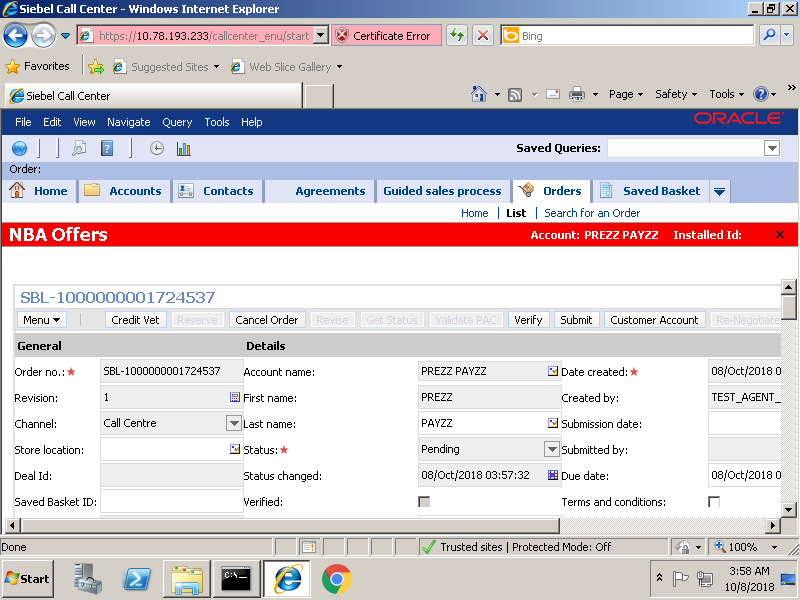 Siebel Call Center - Windows Internet Explorer
https://10.78.193.233/callcenter_enu/start
Certificate Error
Bing
Favorites
Suggested Sites
Web Slice Gallery
Siebel Call Center
Page
Safety
Tools
»
File Edit View Navigate Query Tools Help
ORACLE
Saved Queries:
Order:
Home
Accounts
Contacts
Agreements
Guided sales process
Orders
Saved Basket
Home | List | Search for an Order
NBA Offers
Account: PREZZ PAYZZ Installed Id:
SBL-1000000001724537
Menu
Credit Vet
Reserve
Cancel Order
Revise
Get Status
Validate PAC
Verify
Submit
Customer Account
Re-Negotiate
General Details
Order no.:★ SBL-1000000001724537 Account name: PREZZ PAYZZ Date created:★ 08/Oct/2018 0
Revision: 1 First name: PREZZ Created by: TEST_AGENT_
Channel: Call Centre Last name: PAYZZ Submission date:
Store location: Status:★ Pending Submitted by:
Deal Id: Status changed: 08/Oct/2018 03:57:32 Due date: 08/Oct/2018 0
Saved Basket ID: Verified: Terms and conditions:
Done
Trusted sites | Protected Mode: Off
100%
Start
C:\.
3:58 AM
10/8/2018